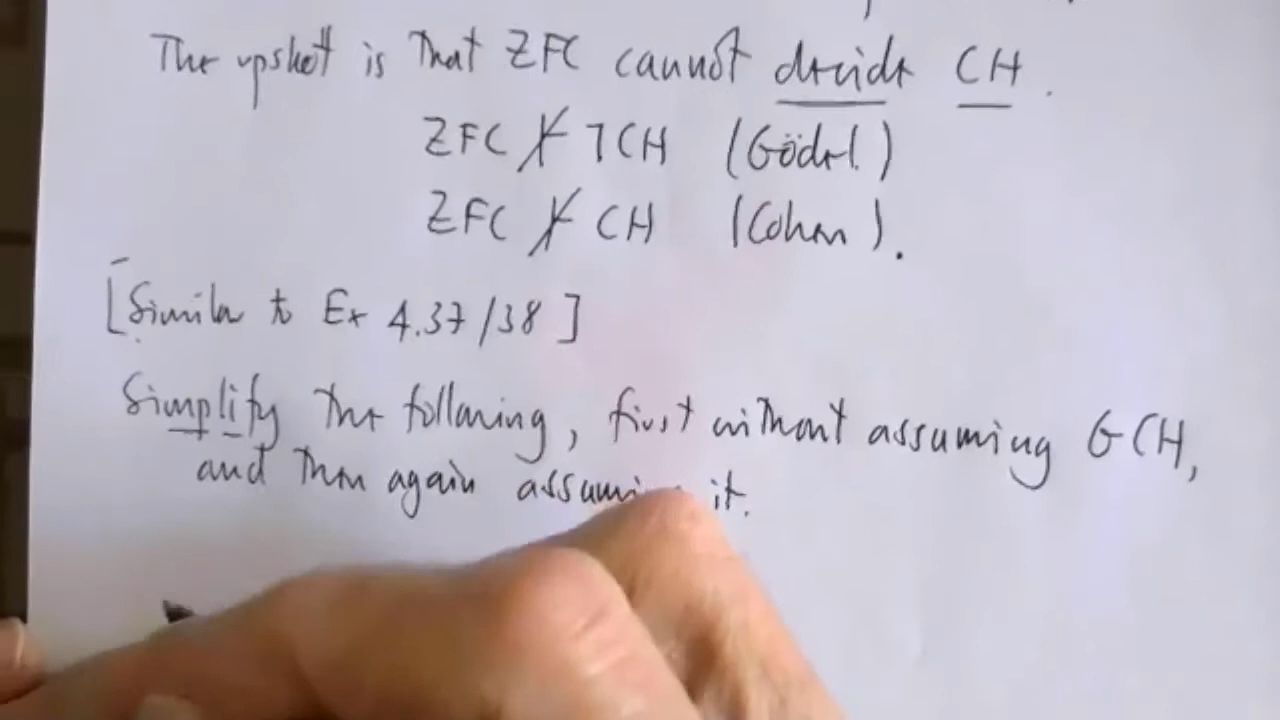 The upshot is that ZFC cannot decide CH.
ZFC ⊬ ¬CH (Gödel)
ZFC ⊬ CH (Cohen).
[Similar to Ex 4.37/38]
Simplify the following, first without assuming GCH,
and then again assuming it.